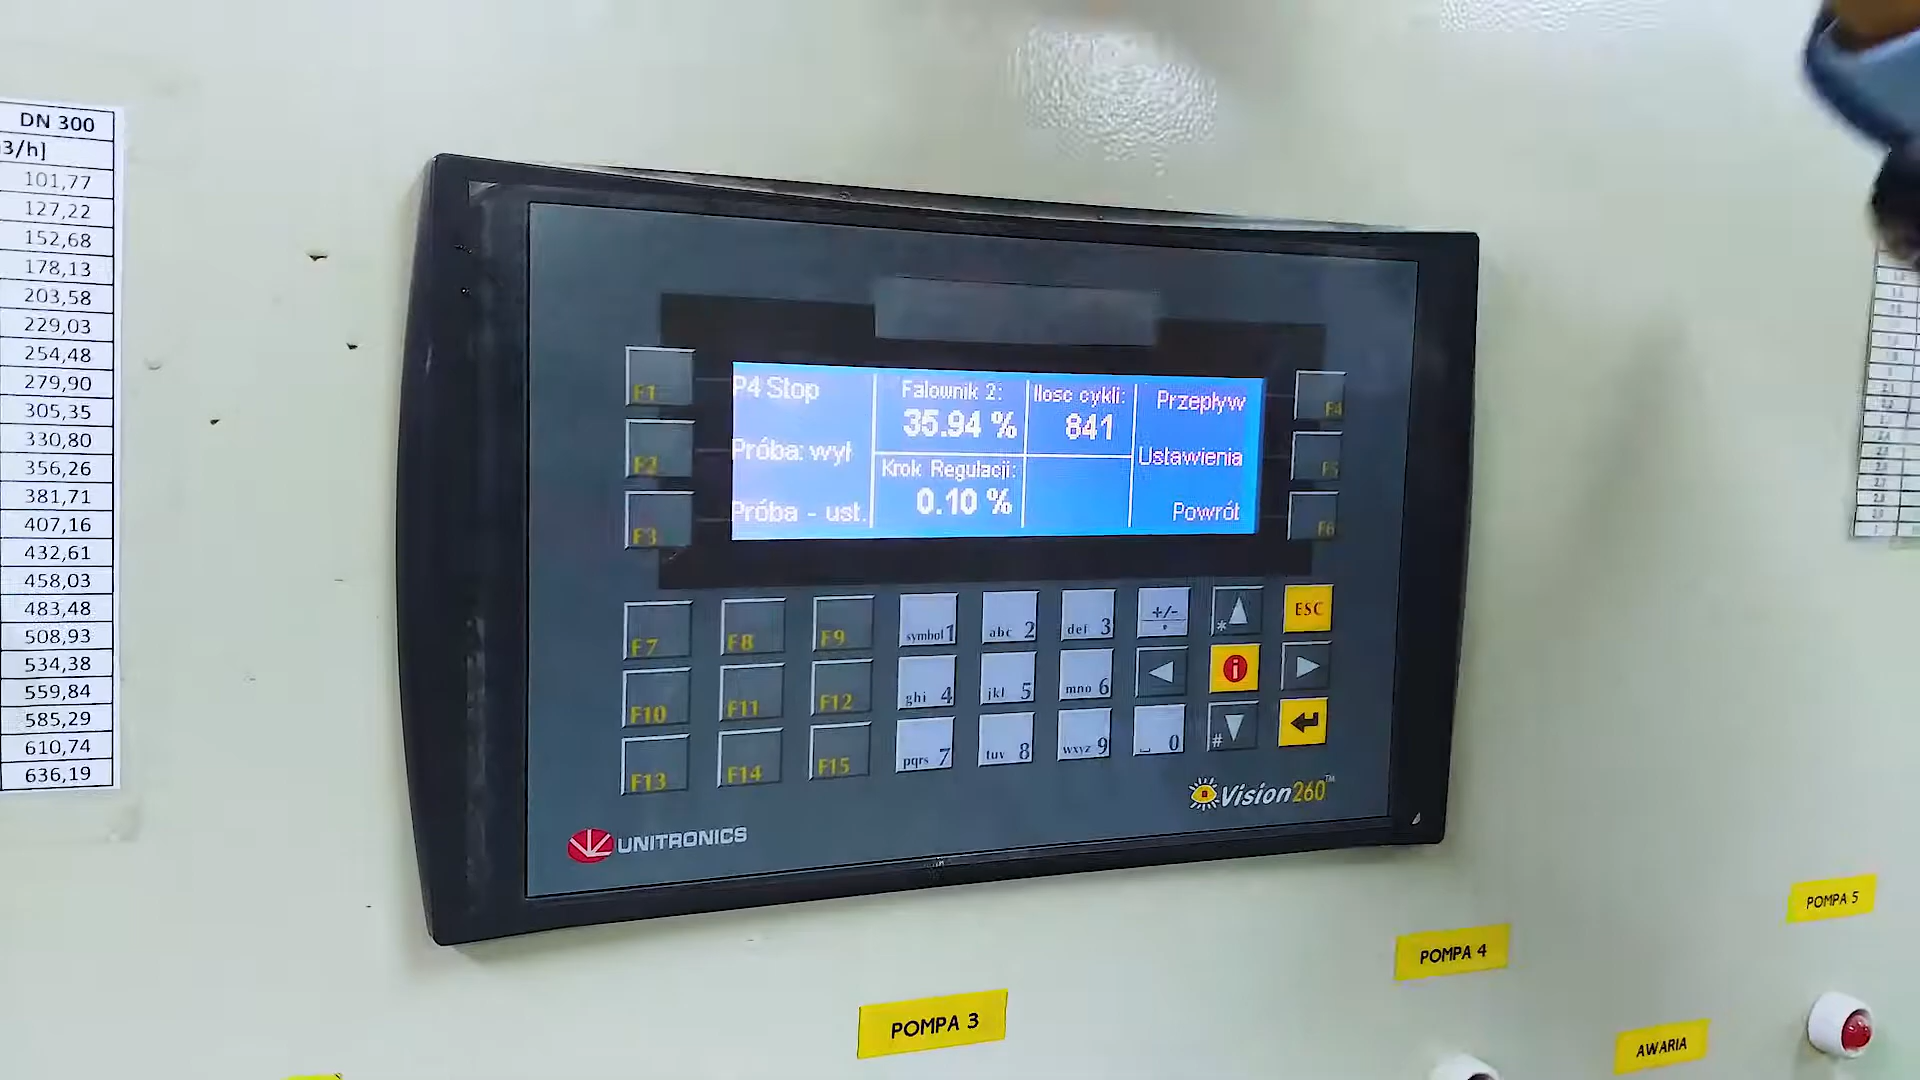 DN 300
3/h]
101,77
127,22
152,68
178,13
203,58
229,03
254,48
279,90
305,35
330,80
356,26
381,71
407,16
432,61
458,03
483,48
508,93
534,38
559,84
585,29
610,74
636,19
P4 Stop
Próba: wył
Próba - ust.
Falownik 2:
35.94 %
Krok Regulacji:
0.10 %
Ilosc cykli:
841
Przepływ
Ustawienia
Powrót
F1
F2
F3
F4
F5
F6
F7 F8 F9 symbol 1 abc 2 def 3 +/- . * ESC
F10 F11 F12 ghi 4 jkl 5 mno 6 i
F13 F14 F15 pqrs 7 tuv 8 wxyz 9 0 #
Vision260™
UNITRONICS
POMPA 3
POMPA 4
POMPA 5
AWARIA